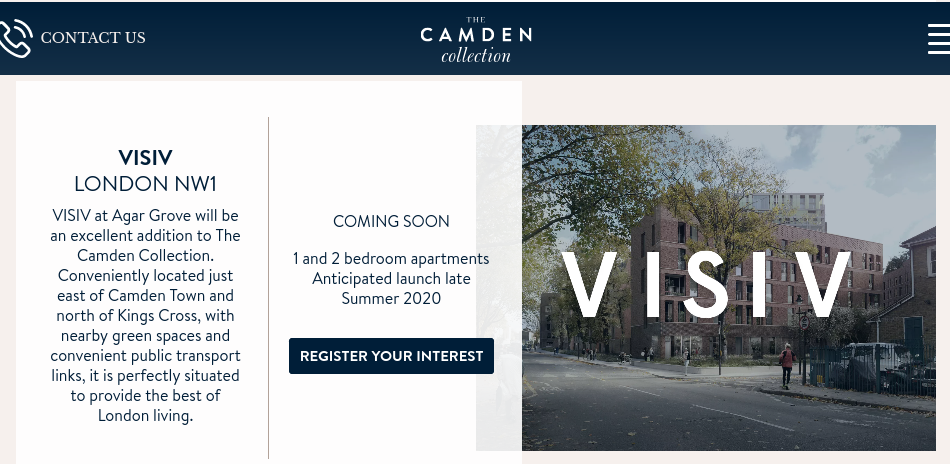 CONTACT US
THE
CAMDEN
collection
VISIV
LONDON NW1
VISIV at Agar Grove will be
an excellent addition to The
Camden Collection.
Conveniently located just
east of Camden Town and
north of Kings Cross, with
nearby green spaces and
convenient public transport
links, it is perfectly situated
to provide the best of
London living.
COMING SOON
1 and 2 bedroom apartments
Anticipated launch late
Summer 2020
REGISTER YOUR INTEREST
VISIV